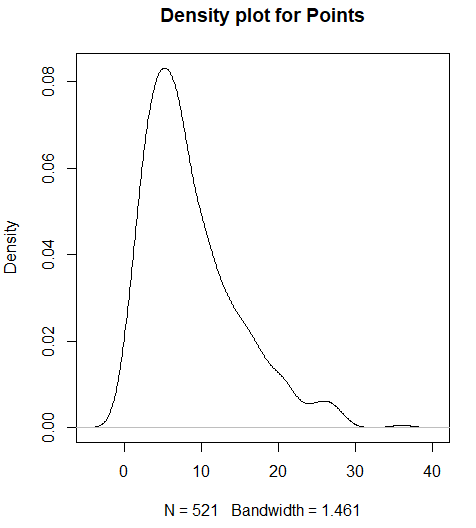 Density plot for Points
Density
0.00 0.02 0.04 0.06 0.08
0 10 20 30 40
N = 521 Bandwidth = 1.461